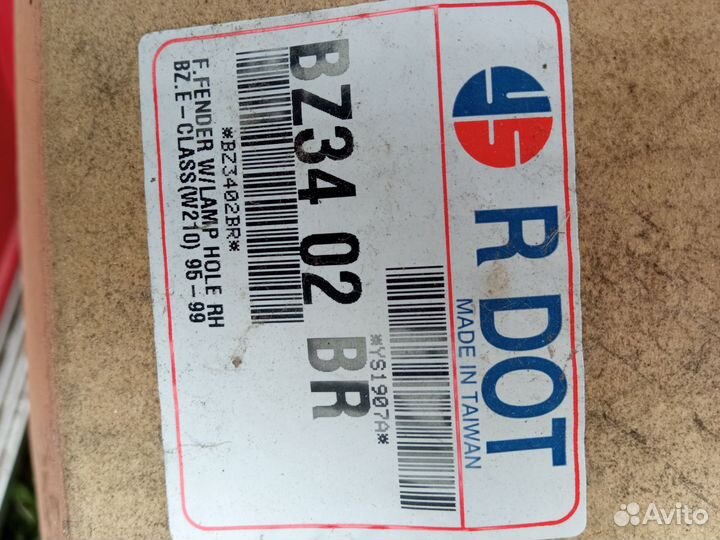 YS
R DOT
MADE IN TAIWAN
*YS1907A*
BZ34 02 BR
*BZ3402BR*
F.FENDER W/LAMP HOLE RH
BZ.E-CLASS(W210) 95-99
Avito